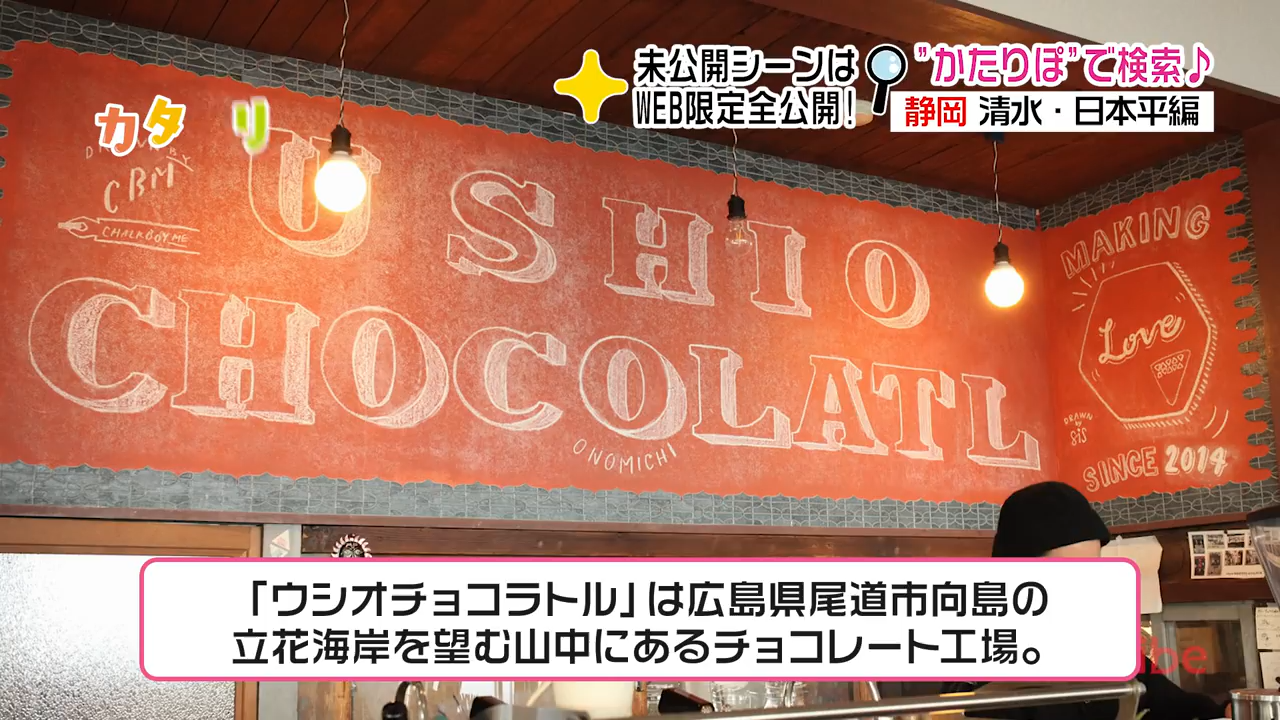 未公開シーンは "かたりぽ"で検索♪
WEB限定全公開!
静岡 清水・日本平編
カタ リ
CBM
CHALKBOY.ME
USHIO
CHOCOLATL
ONOMICHI
MAKING
Love
DRAWN
by
sis
SINCE 2014
「ウシオチョコラトル」は広島県尾道市向島の
立花海岸を望む山中にあるチョコレート工場。